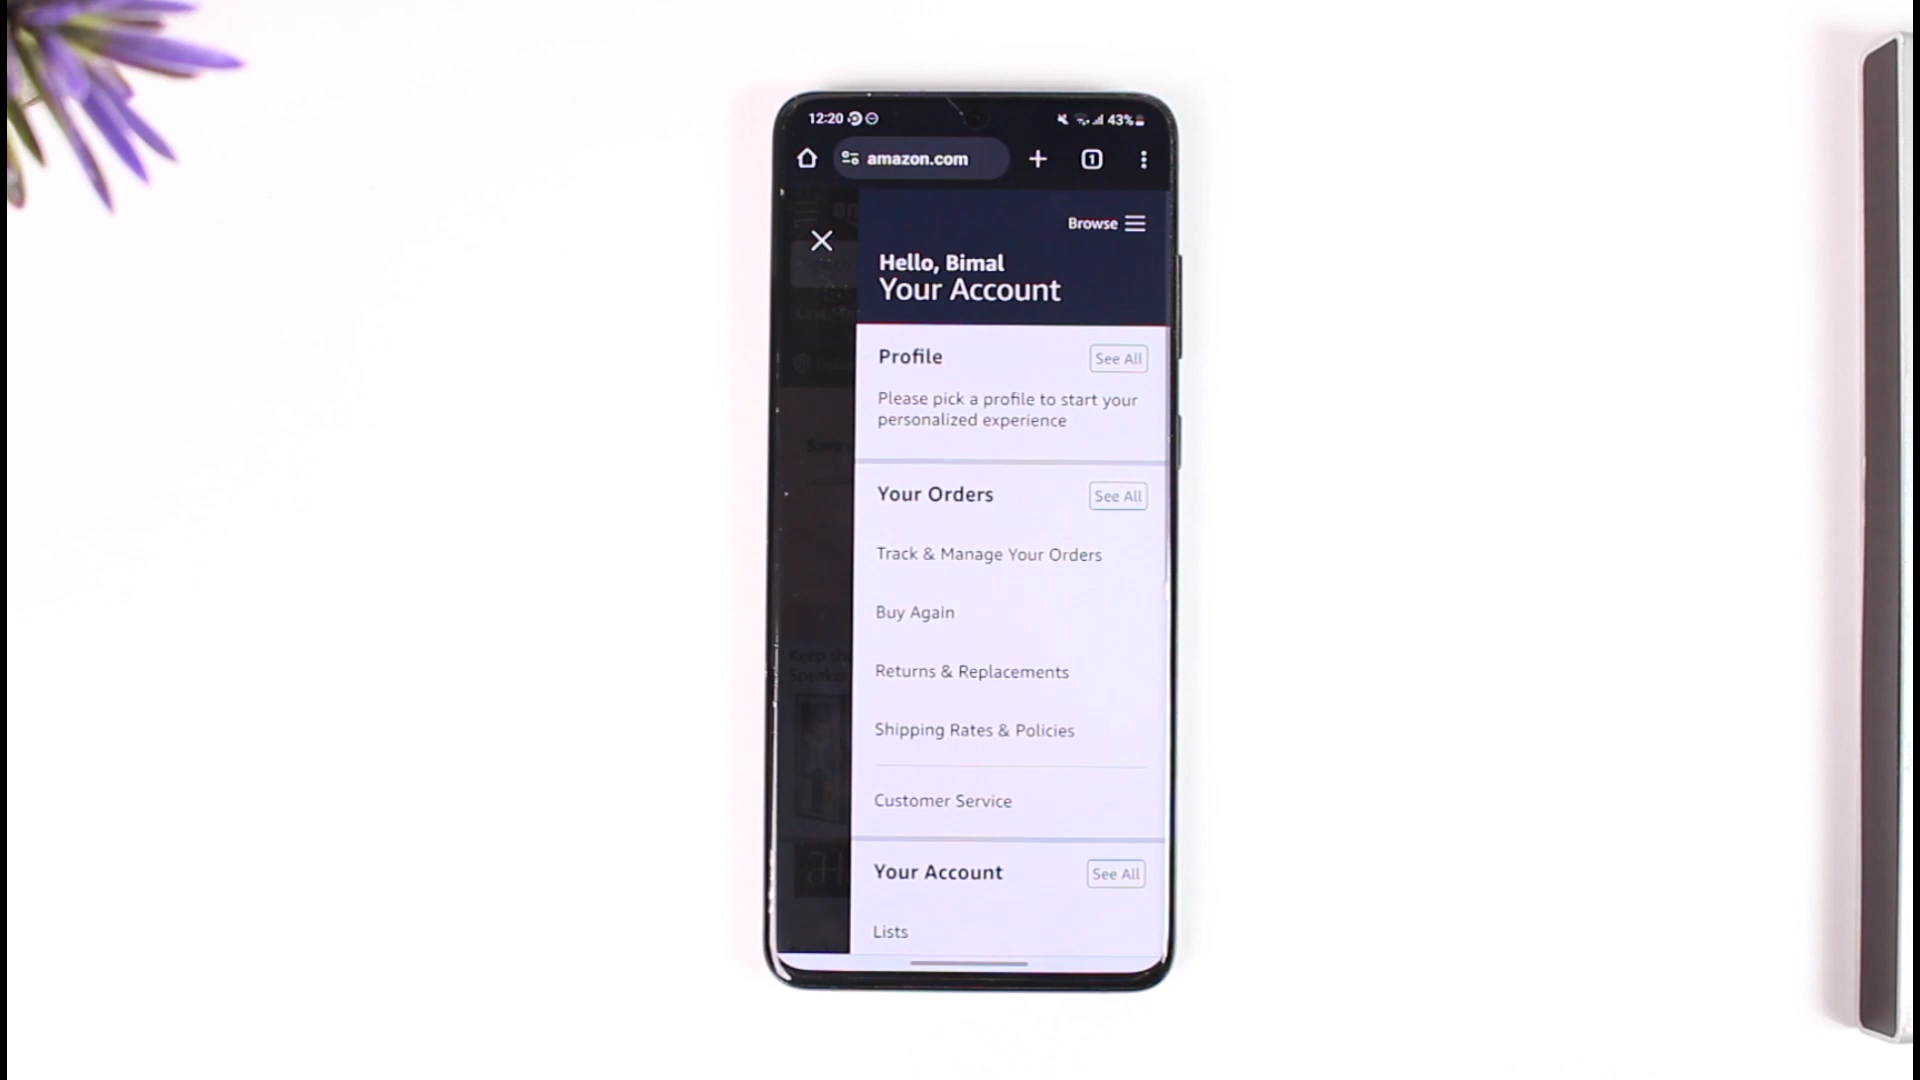 12:20 43%
amazon.com 1
Browse
Hello, Bimal
Your Account
Profile See All
Please pick a profile to start your
personalized experience
Your Orders See All
Track & Manage Your Orders
Buy Again
Returns & Replacements
Shipping Rates & Policies
Customer Service
Your Account See All
Lists